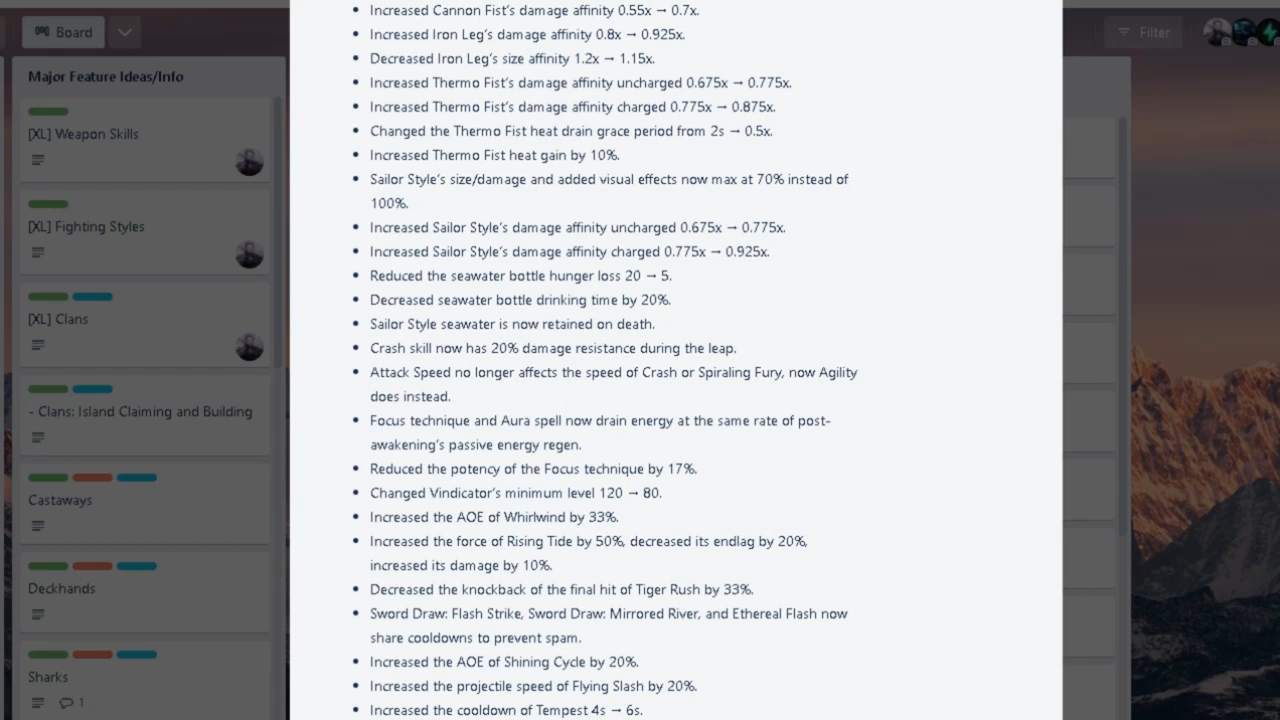 Board
Filter
Major Feature Ideas/Info
[XL] Weapon Skills
[XL] Fighting Styles
[XL] Clans
- Clans: Island Claiming and Building
Castaways
Deckhands
Sharks
1
• Increased Cannon Fist's damage affinity 0.55x → 0.7x.
• Increased Iron Leg's damage affinity 0.8x → 0.925x.
• Decreased Iron Leg's size affinity 1.2x → 1.15x.
• Increased Thermo Fist's damage affinity uncharged 0.675x → 0.775x.
• Increased Thermo Fist's damage affinity charged 0.775x → 0.875x.
• Changed the Thermo Fist heat drain grace period from 2s → 0.5x.
• Increased Thermo Fist heat gain by 10%.
• Sailor Style's size/damage and added visual effects now max at 70% instead of
100%.
• Increased Sailor Style's damage affinity uncharged 0.675x → 0.775x.
• Increased Sailor Style's damage affinity charged 0.775x → 0.925x.
• Reduced the seawater bottle hunger loss 20 → 5.
• Decreased seawater bottle drinking time by 20%.
• Sailor Style seawater is now retained on death.
• Crash skill now has 20% damage resistance during the leap.
• Attack Speed no longer affects the speed of Crash or Spiraling Fury, now Agility
does instead.
• Focus technique and Aura spell now drain energy at the same rate of post-
awakening's passive energy regen.
• Reduced the potency of the Focus technique by 17%.
• Changed Vindicator's minimum level 120 → 80.
• Increased the AOE of Whirlwind by 33%.
• Increased the force of Rising Tide by 50%, decreased its endlag by 20%,
increased its damage by 10%.
• Decreased the knockback of the final hit of Tiger Rush by 33%.
• Sword Draw: Flash Strike, Sword Draw: Mirrored River, and Ethereal Flash now
share cooldowns to prevent spam.
• Increased the AOE of Shining Cycle by 20%.
• Increased the projectile speed of Flying Slash by 20%.
• Increased the cooldown of Tempest 4s → 6s.